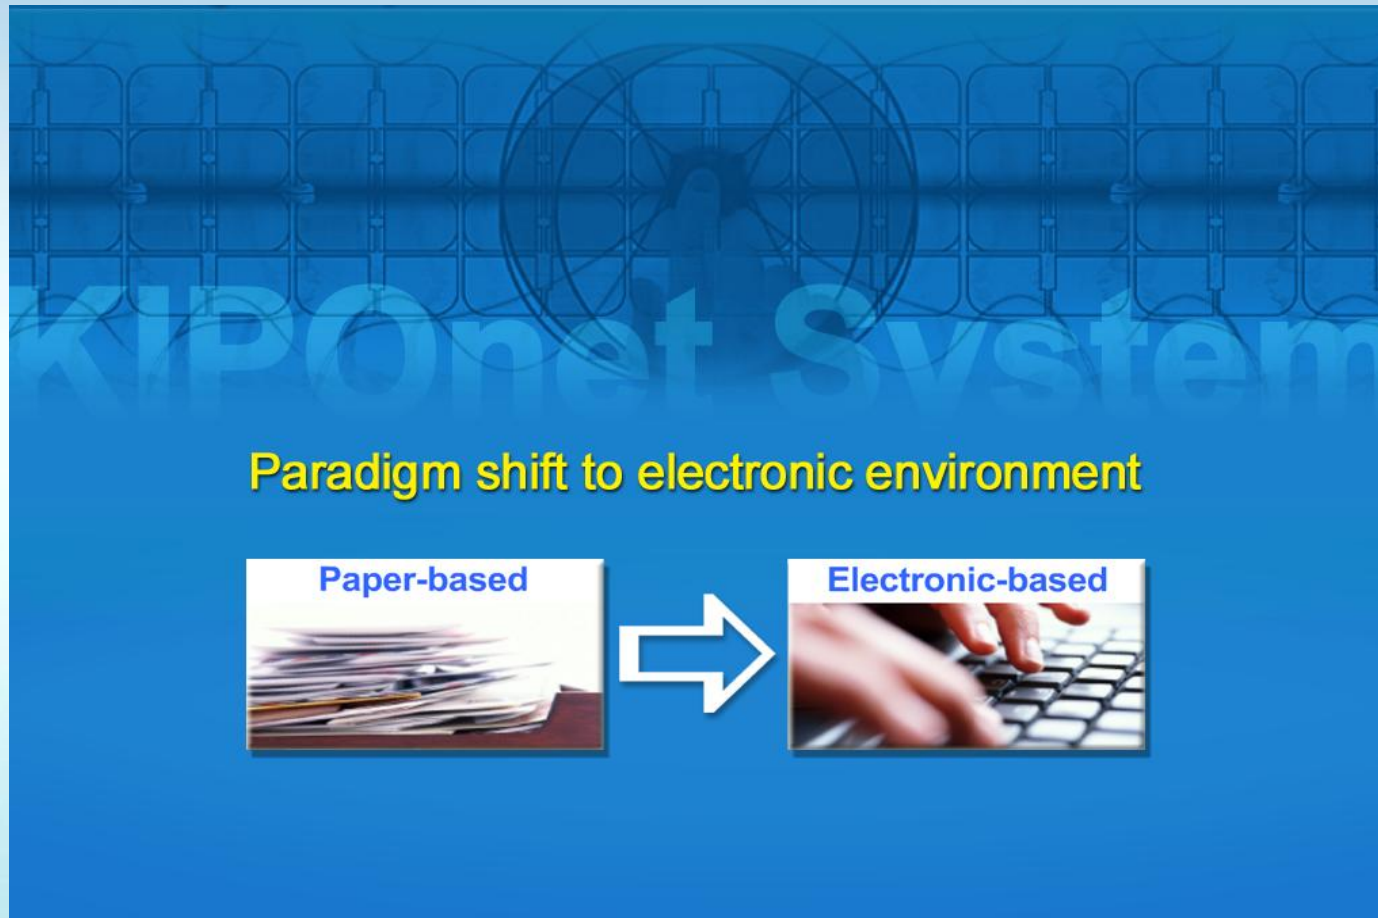 KIPOnet System
Paradigm shift to electronic environment
Paper-based
Electronic-based